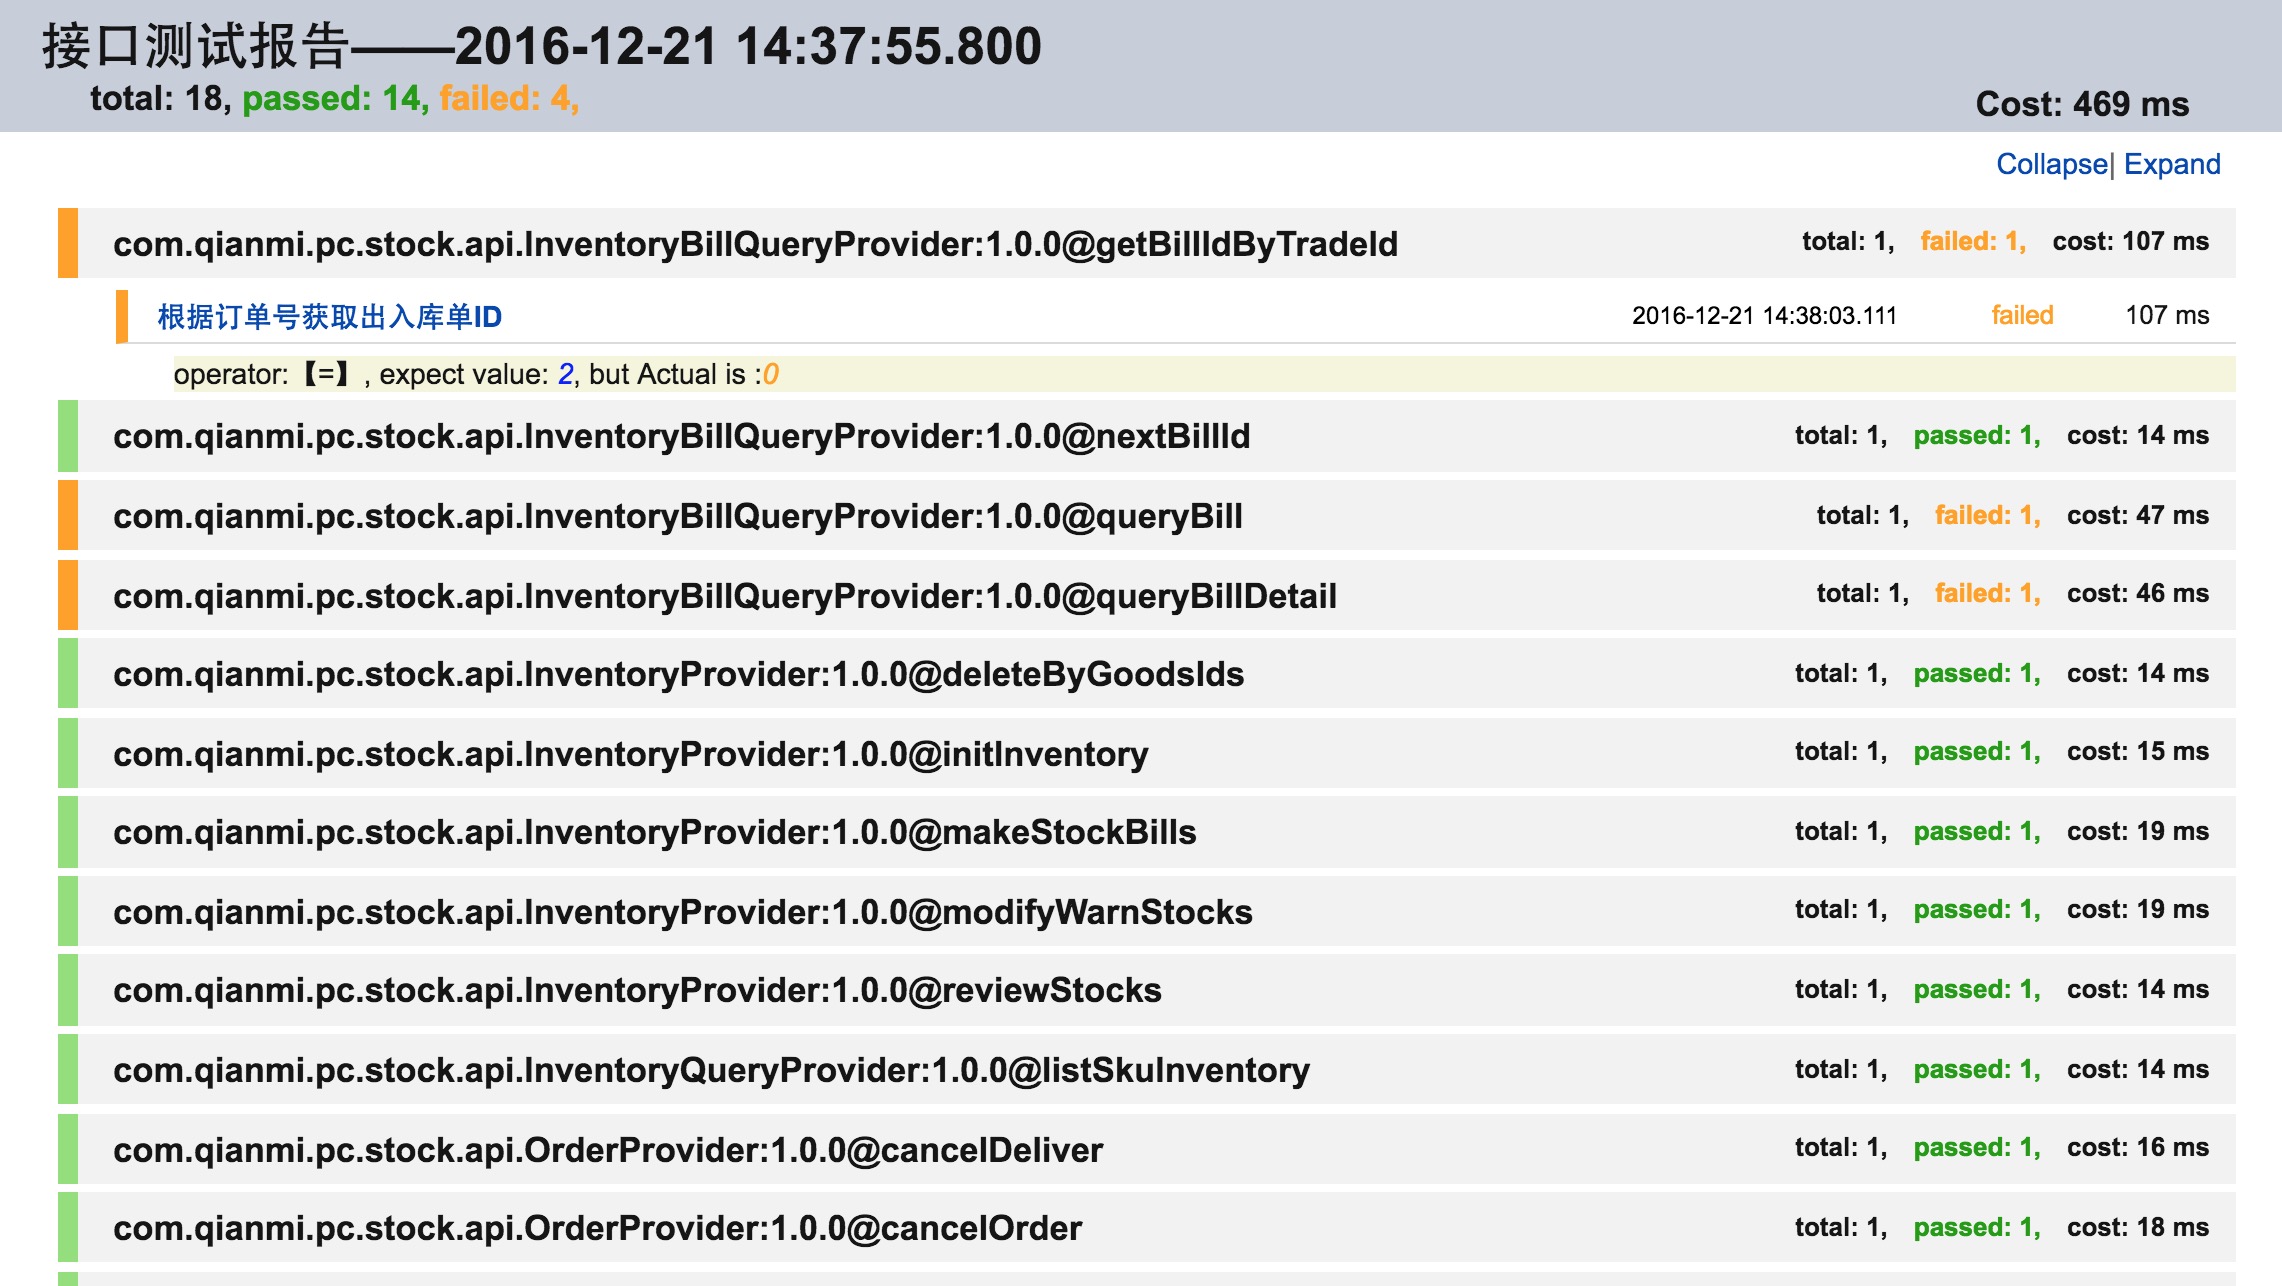 接口测试报告——2016-12-21 14:37:55.800
total: 18, passed: 14, failed: 4,
Cost: 469 ms
Collapse| Expand
com.qianmi.pc.stock.api.InventoryBillQueryProvider:1.0.0@getBillIdByTradeId total: 1, failed: 1, cost: 107 ms
根据订单号获取出入库单ID 2016-12-21 14:38:03.111 failed 107 ms
operator:【=】, expect value: 2, but Actual is :0
com.qianmi.pc.stock.api.InventoryBillQueryProvider:1.0.0@nextBillId total: 1, passed: 1, cost: 14 ms
com.qianmi.pc.stock.api.InventoryBillQueryProvider:1.0.0@queryBill total: 1, failed: 1, cost: 47 ms
com.qianmi.pc.stock.api.InventoryBillQueryProvider:1.0.0@queryBillDetail total: 1, failed: 1, cost: 46 ms
com.qianmi.pc.stock.api.InventoryProvider:1.0.0@deleteByGoodsIds total: 1, passed: 1, cost: 14 ms
com.qianmi.pc.stock.api.InventoryProvider:1.0.0@initInventory total: 1, passed: 1, cost: 15 ms
com.qianmi.pc.stock.api.InventoryProvider:1.0.0@makeStockBills total: 1, passed: 1, cost: 19 ms
com.qianmi.pc.stock.api.InventoryProvider:1.0.0@modifyWarnStocks total: 1, passed: 1, cost: 19 ms
com.qianmi.pc.stock.api.InventoryProvider:1.0.0@reviewStocks total: 1, passed: 1, cost: 14 ms
com.qianmi.pc.stock.api.InventoryQueryProvider:1.0.0@listSkuInventory total: 1, passed: 1, cost: 14 ms
com.qianmi.pc.stock.api.OrderProvider:1.0.0@cancelDeliver total: 1, passed: 1, cost: 16 ms
com.qianmi.pc.stock.api.OrderProvider:1.0.0@cancelOrder total: 1, passed: 1, cost: 18 ms